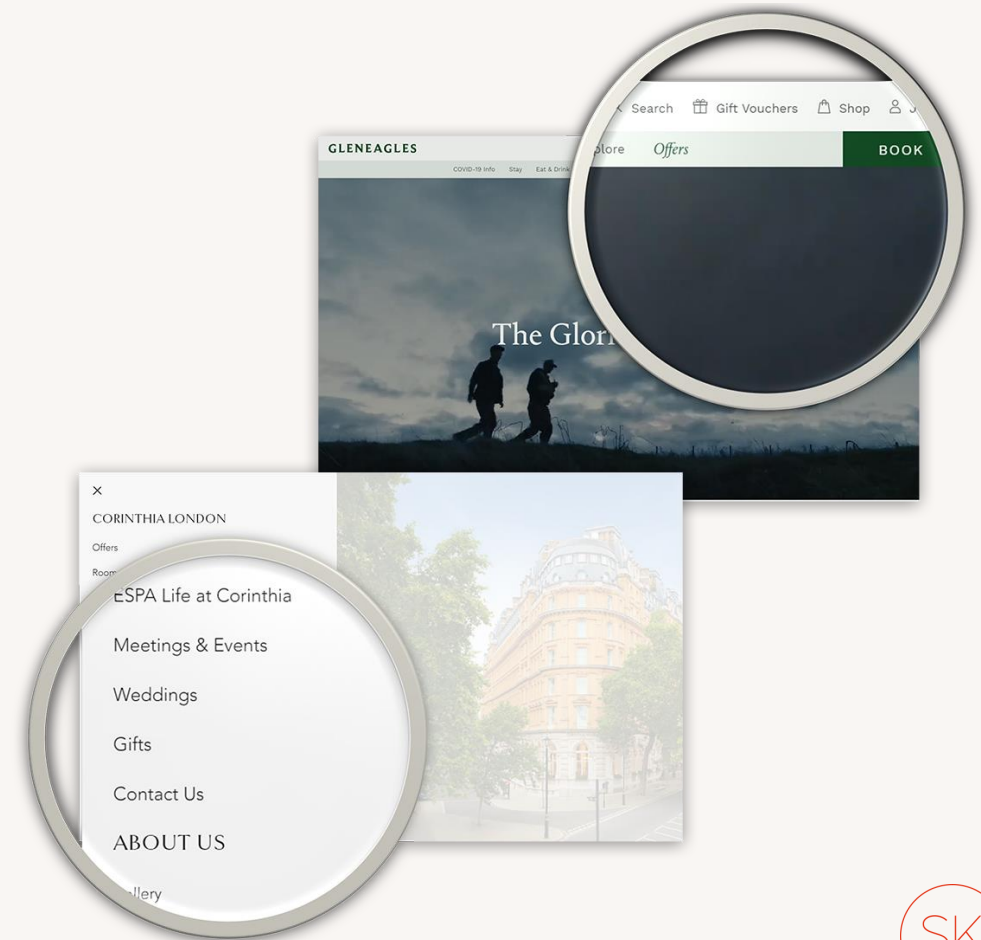 Search Gift Vouchers Shop
GLENEAGLES
Offers BOOK
COVID-19 Info Stay Eat & Drink
The
CORINTHIA LONDON
Offers
ESPA Life at Corinthia
Meetings & Events
Weddings
Gifts
Contact Us
ABOUT US
SK